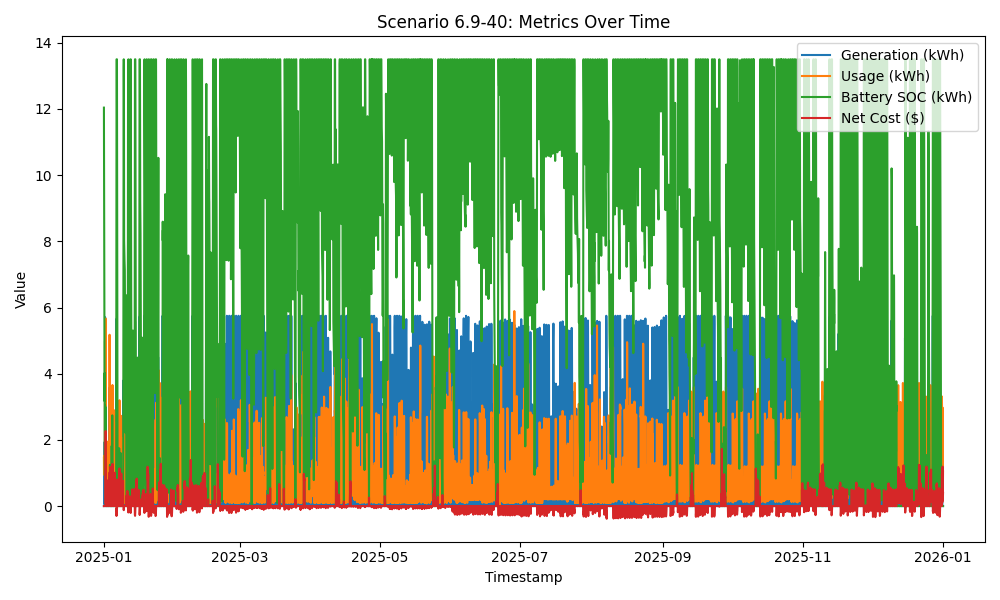 Scenario 6.9-40: Metrics Over Time
Generation (kWh)
Usage (kWh)
Battery SOC (kWh)
Net Cost ($)
Value
14
12
10
8
6
4
2
0
2025-01
2025-03
2025-05
2025-07
2025-09
2025-11
2026-01
Timestamp